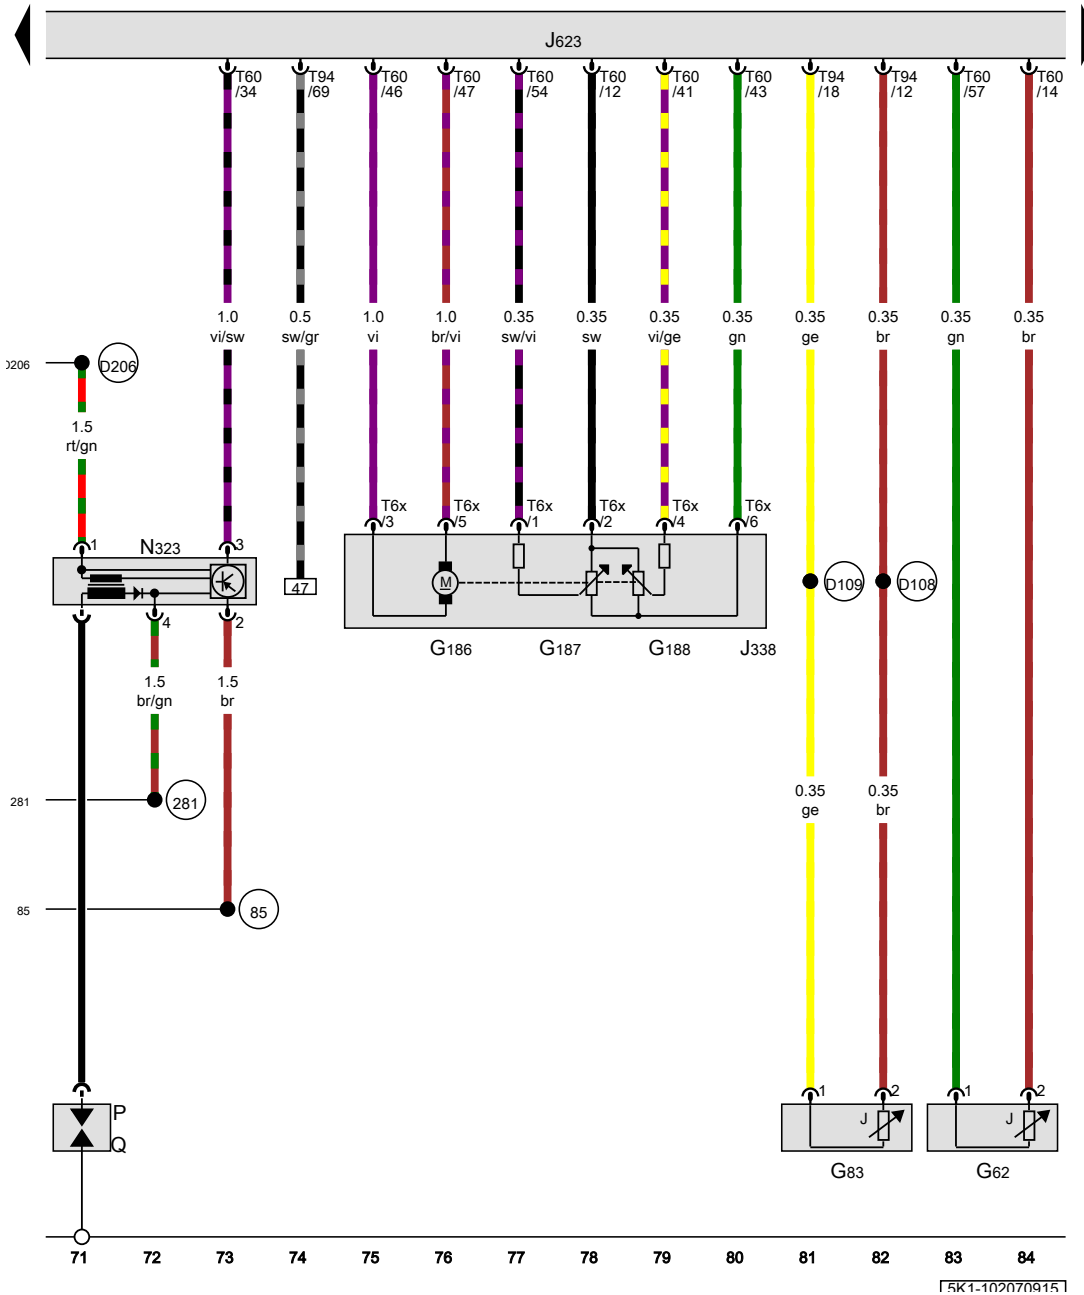 J623
T60 T94 T60 T60 T60 T60 T60 T60 T94 T94 T60 T60
/34 /69 /46 /47 /54 /12 /41 /43 /18 /12 /57 /14
1.0 0.5 1.0 1.0 0.35 0.35 0.35 0.35 0.35 0.35 0.35 0.35
vi/sw sw/gr vi br/vi sw/vi sw vi/ge gn ge br gn br
D206 D206
1.5
rt/gn
T6x T6x T6x T6x T6x T6x
/3 /5 /1 /2 /4 /6
1 N323 3
M
47
D109 D108
4 2
G186 G187 G188 J338
1.5 1.5
br/gn br
0.35 0.35
ge br
281 281
85 85
1 2 1 2
P
J J
Q
G83 G62
71 72 73 74 75 76 77 78 79 80 81 82 83 84
5K1-102070915